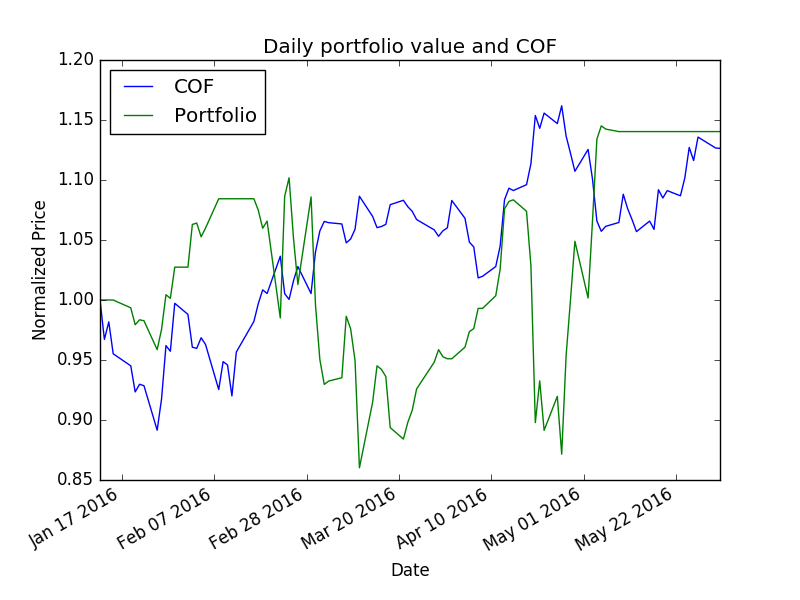 Daily portfolio value and COF
1.20
1.15
1.10
1.05
1.00
0.95
0.90
0.85
COF
Portfolio
Normalized Price
Jan 17 2016
Feb 07 2016
Feb 28 2016
Mar 20 2016
Apr 10 2016
May 01 2016
May 22 2016
Date